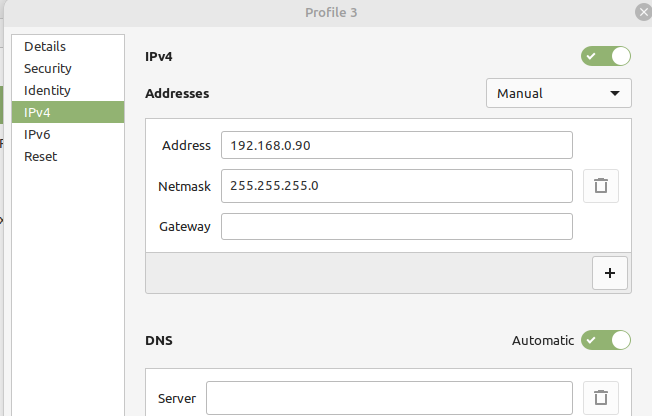 Profile 3
Details
Security
Identity
IPv4
IPv6
Reset
IPv4
Addresses
Manual
Address 192.168.0.90
Netmask 255.255.255.0
Gateway
+
DNS Automatic
Server